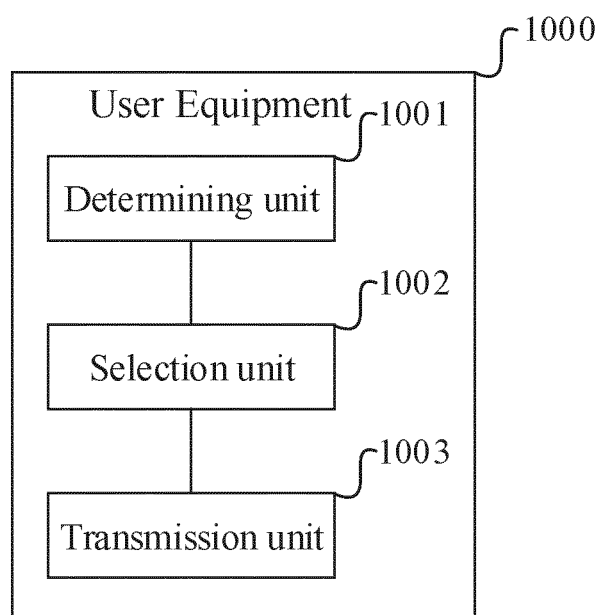 1000
User Equipment
1001
Determining unit
1002
Selection unit
1003
Transmission unit